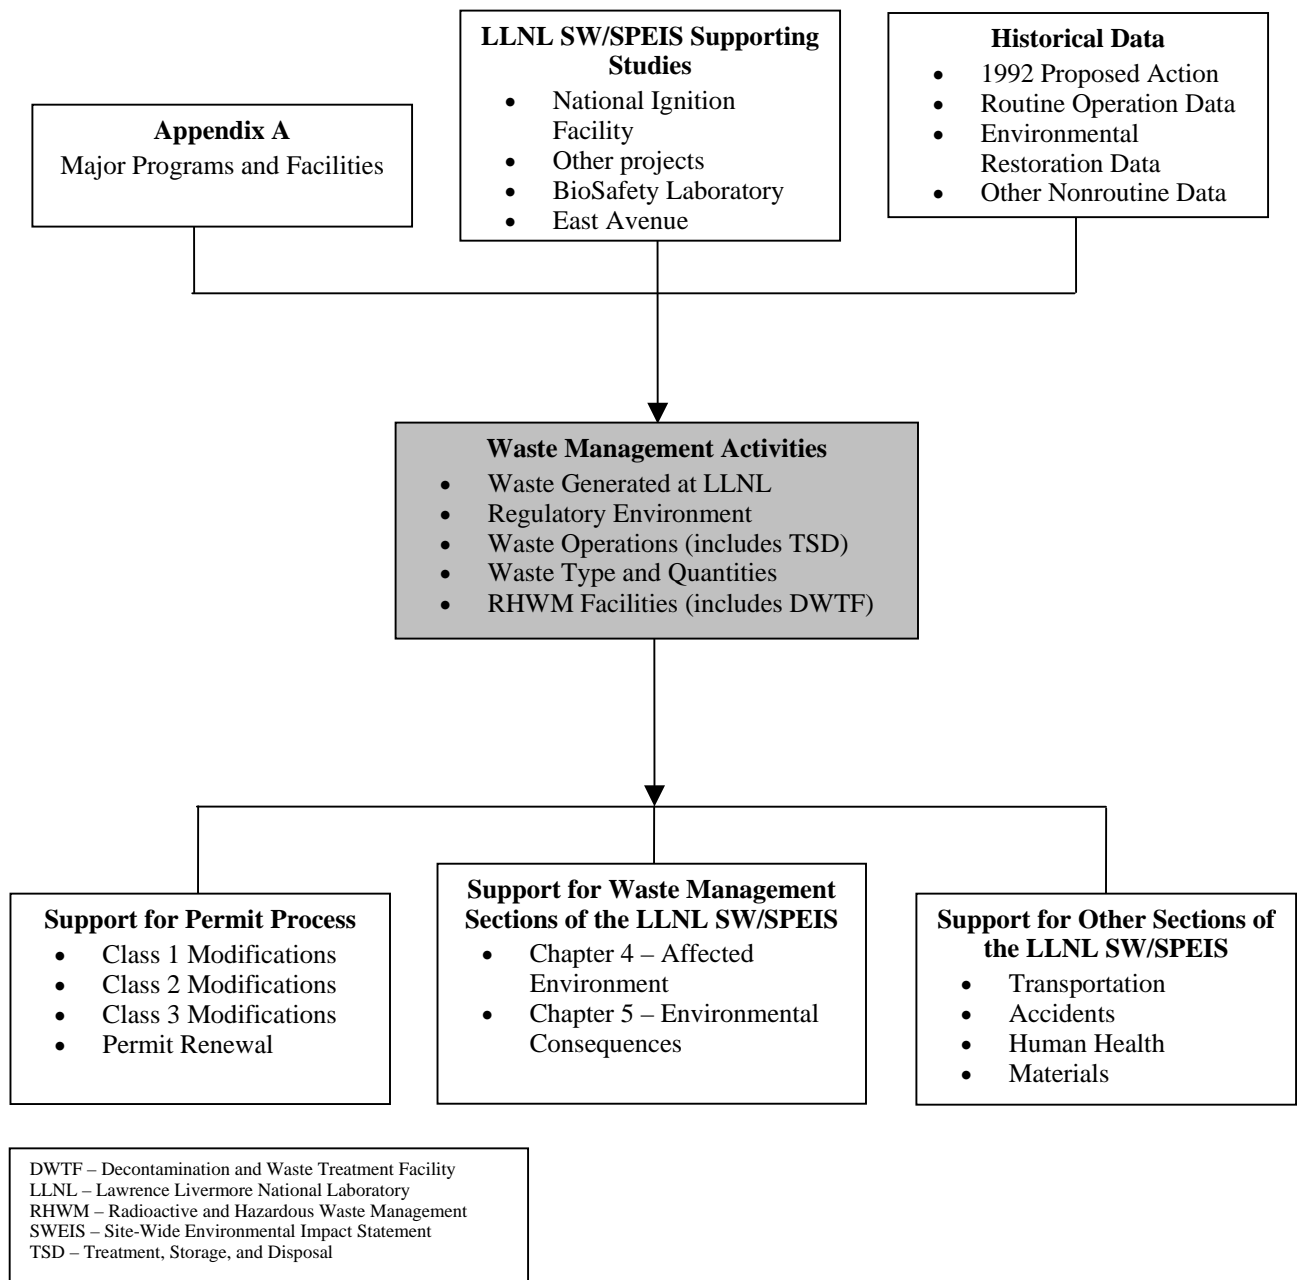 Appendix A
Major Programs and Facilities
LLNL SW/SPEIS Supporting
Studies
• National Ignition
Facility
• Other projects
• BioSafety Laboratory
• East Avenue
Historical Data
• 1992 Proposed Action
• Routine Operation Data
• Environmental
Restoration Data
• Other Nonroutine Data
Waste Management Activities
• Waste Generated at LLNL
• Regulatory Environment
• Waste Operations (includes TSD)
• Waste Type and Quantities
• RHWM Facilities (includes DWTF)
Support for Permit Process
• Class 1 Modifications
• Class 2 Modifications
• Class 3 Modifications
• Permit Renewal
Support for Waste Management
Sections of the LLNL SW/SPEIS
• Chapter 4 – Affected
Environment
• Chapter 5 – Environmental
Consequences
Support for Other Sections of
the LLNL SW/SPEIS
• Transportation
• Accidents
• Human Health
• Materials
DWTF – Decontamination and Waste Treatment Facility
LLNL – Lawrence Livermore National Laboratory
RHWM – Radioactive and Hazardous Waste Management
SWEIS – Site-Wide Environmental Impact Statement
TSD – Treatment, Storage, and Disposal